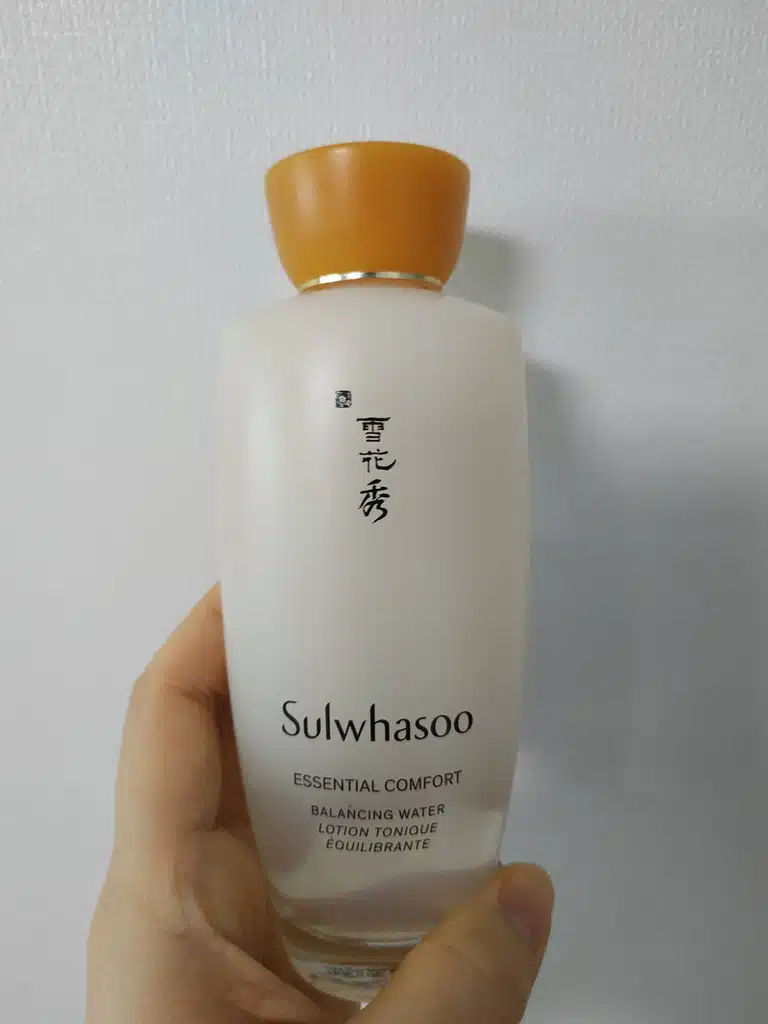 雪花秀
Sulwhasoo
ESSENTIAL COMFORT
BALANCING WATER
LOTION TONIQUE
ÉQUILIBRANTE